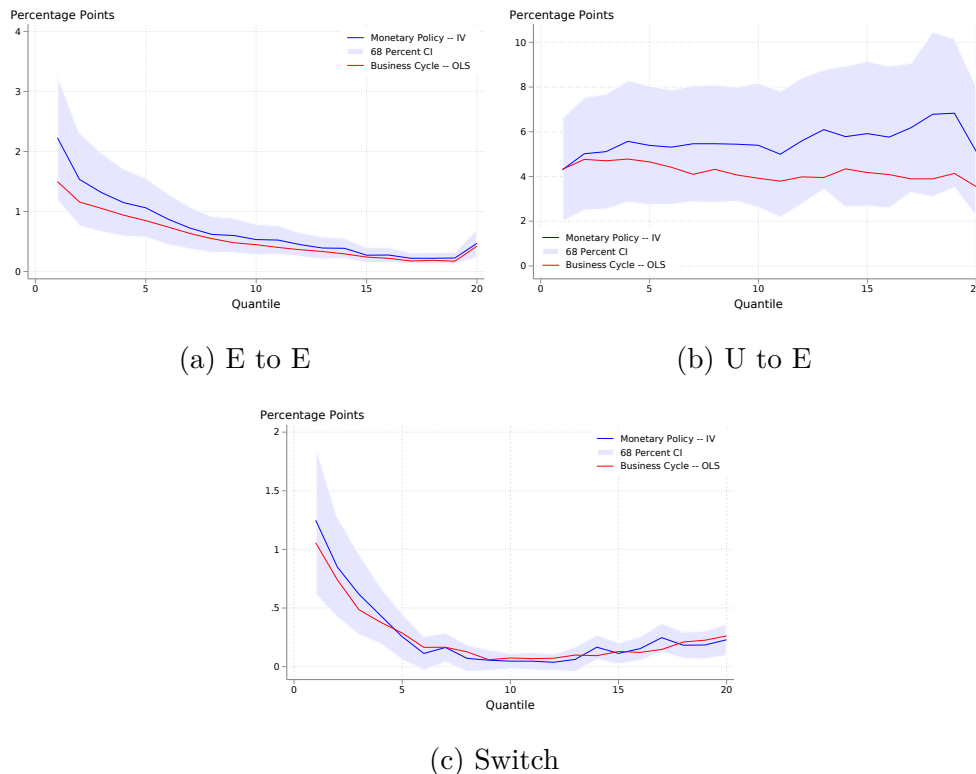 Percentage Points
4
3
2
1
0
Monetary Policy -- IV
68 Percent CI
Business Cycle -- OLS
0 5 10 15 20
Quantile
(a) E to E
Percentage Points
10
8
6
4
2
0
Monetary Policy -- IV
68 Percent CI
Business Cycle -- OLS
0 5 10 15 20
Quantile
(b) U to E
Percentage Points
2
1.5
1
.5
0
Monetary Policy -- IV
68 Percent CI
Business Cycle -- OLS
0 5 10 15 20
Quantile
(c) Switch